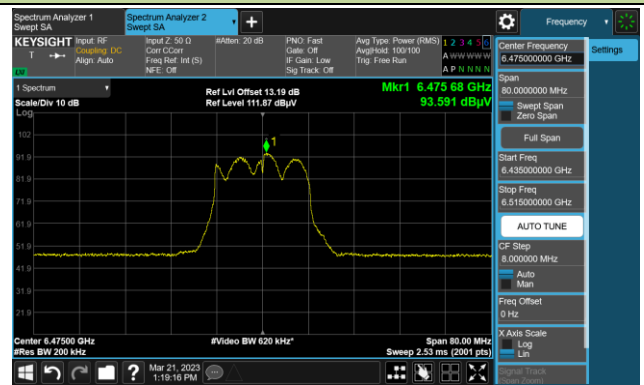 Spectrum Analyzer 1
Swept SA
Spectrum Analyzer 2
Swept SA
Frequency
KEYSIGHT
T
Input: RF
Coupling: DC
Align: Auto
Input Z: 50 Ω
Corr CCorr
Freq Ref: Int (S)
NFE: Off
#Atten: 20 dB
PNO: Fast
Gate: Off
IF Gain: Low
Sig Track: Off
Avg Type: Power (RMS)
Avg|Hold: 100/100
Trig: Free Run
1 2 3 4 5 6
A W W W W W
A P N N N N
1 Spectrum
Scale/Div 10 dB
Log
Ref Lvl Offset 13.19 dB
Ref Level 111.87 dBµV
Mkr1 6.475 68 GHz
93.591 dBµV
1
102
91.9
81.9
71.9
61.9
51.9
41.9
31.9
21.9
Center 6.47500 GHz
#Res BW 200 kHz
#Video BW 620 kHz*
Span 80.00 MHz
Sweep 2.53 ms (2001 pts)
Center Frequency
6.475000000 GHz
Settings
Span
80.0000000 MHz
Swept Span
Zero Span
Full Span
Start Freq
6.435000000 GHz
Stop Freq
6.515000000 GHz
AUTO TUNE
CF Step
8.000000 MHz
Auto
Man
Freq Offset
0 Hz
X Axis Scale
Log
Lin
Signal Track
(Span Zoom)
?
Mar 21, 2023
1:19:16 PM